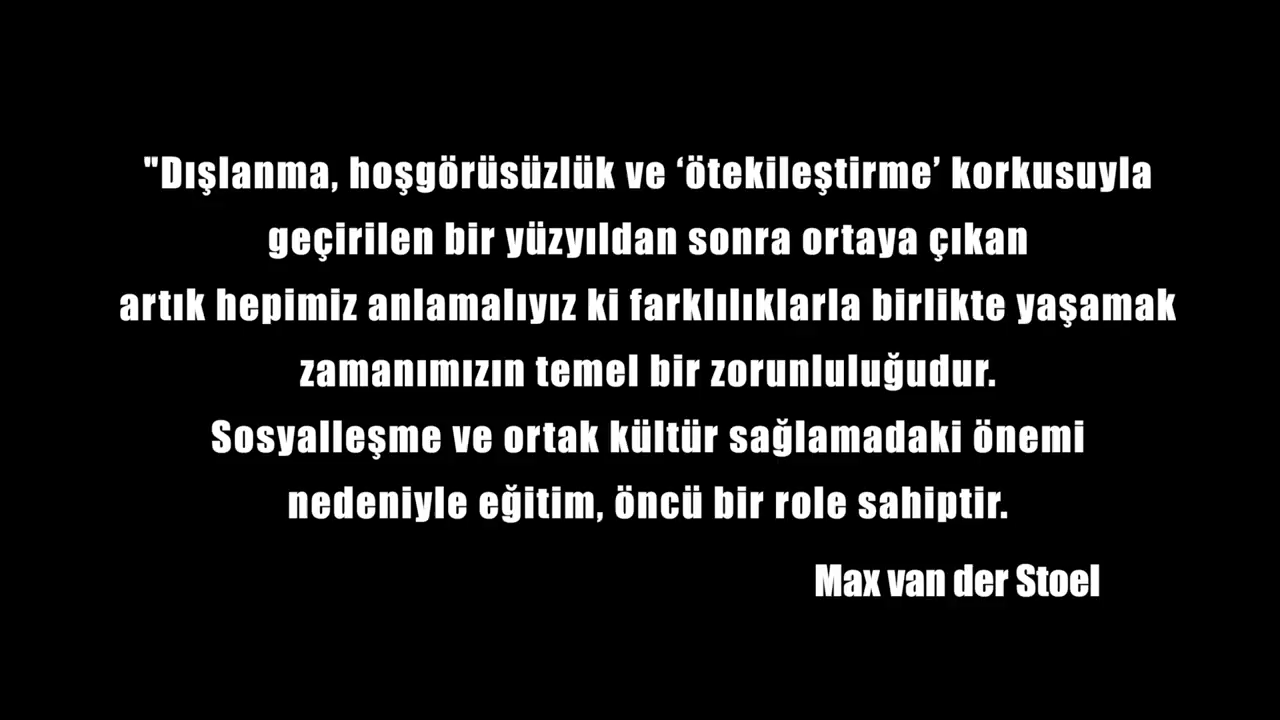 "Dışlanma, hoşgörüsüzlük ve ‘ötekileştirme’ korkusuyla
geçirilen bir yüzyıldan sonra ortaya çıkan
artık hepimiz anlamalıyız ki farklılıklarla birlikte yaşamak
zamanımızın temel bir zorunluluğudur.
Sosyalleşme ve ortak kültür sağlamadaki önemi
nedeniyle eğitim, öncü bir role sahiptir.
Max van der Stoel